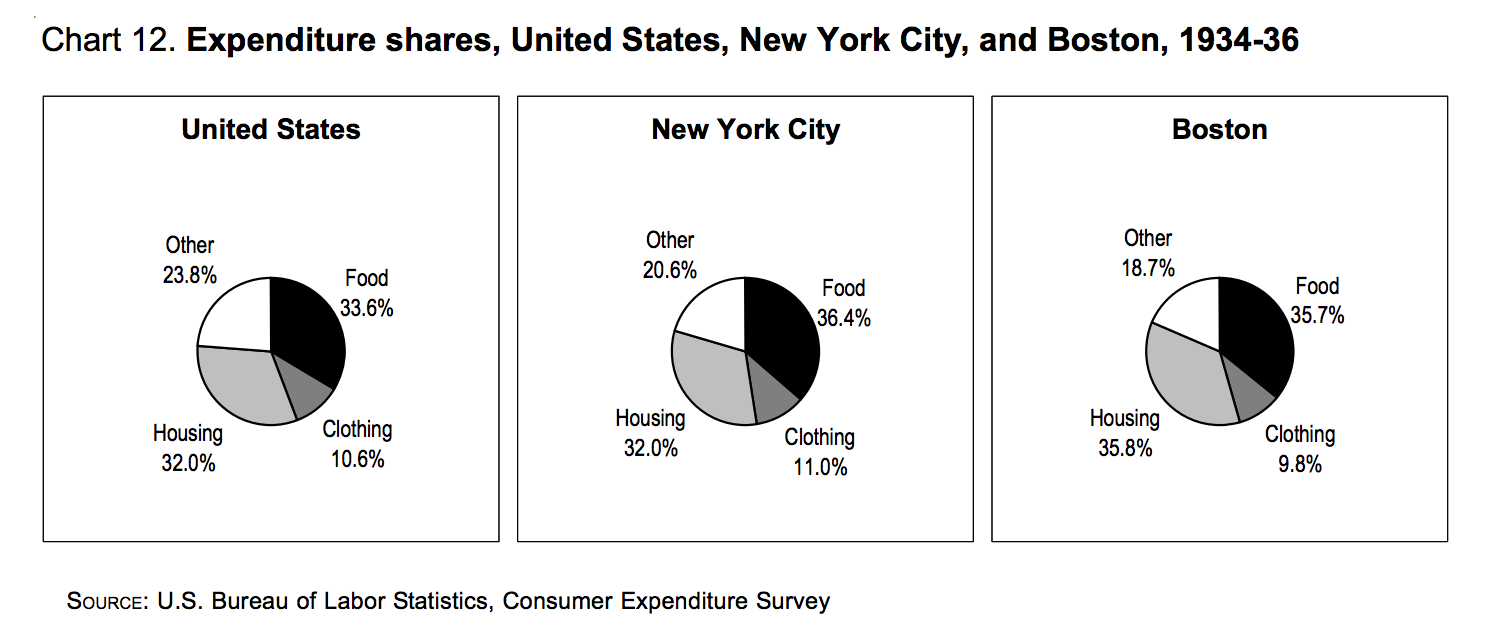 Chart 12. Expenditure shares, United States, New York City, and Boston, 1934-36
United States
Other
23.8%
Food
33.6%
Housing
32.0%
Clothing
10.6%
New York City
Other
20.6%
Food
36.4%
Housing
32.0%
Clothing
11.0%
Boston
Other
18.7%
Food
35.7%
Housing
35.8%
Clothing
9.8%
SOURCE: U.S. Bureau of Labor Statistics, Consumer Expenditure Survey